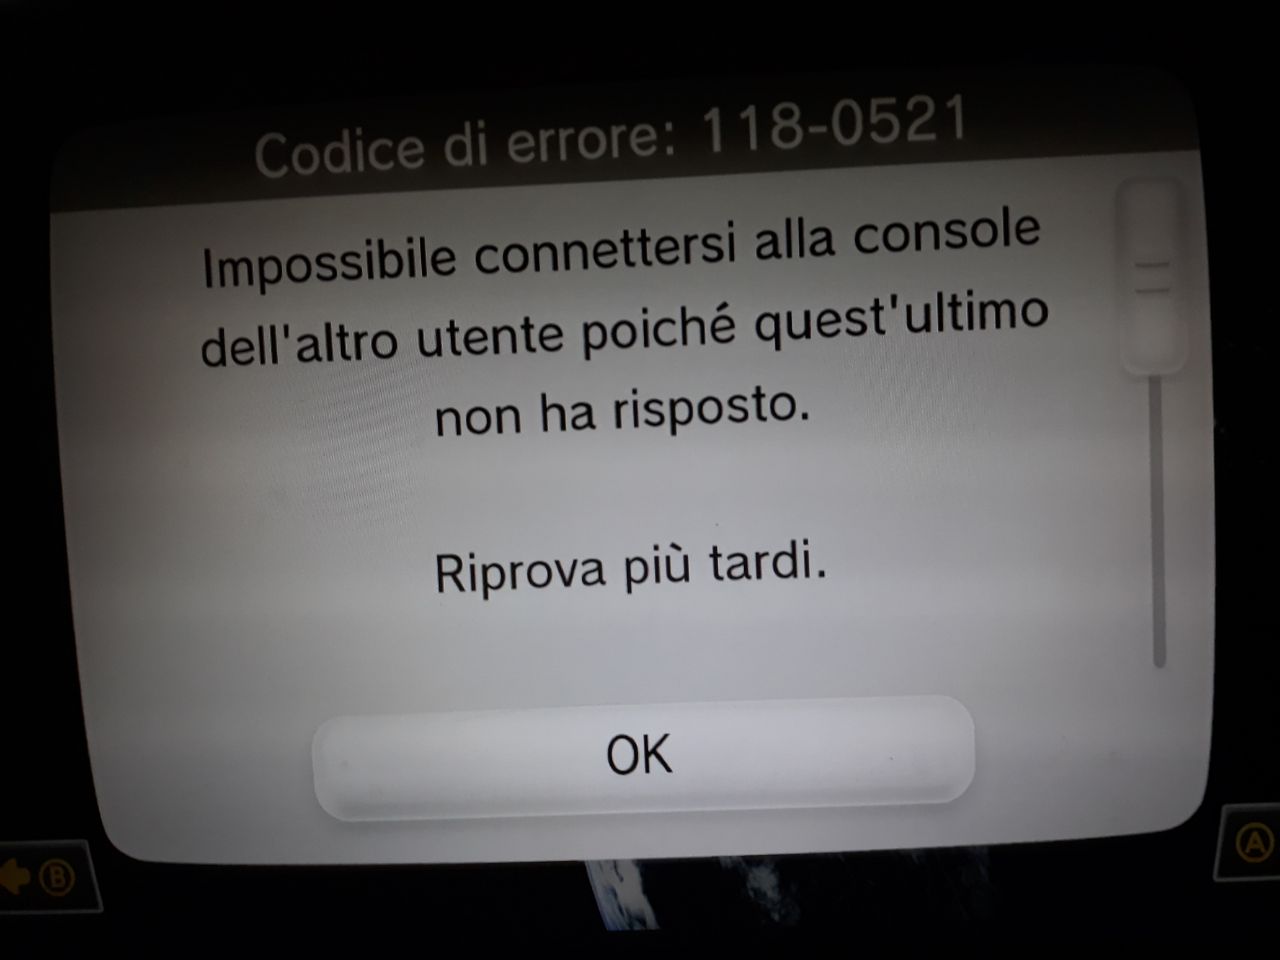 Codice di errore: 118-0521
Impossibile connettersi alla console
dell'altro utente poiché quest'ultimo
non ha risposto.
Riprova più tardi.
OK
B
A